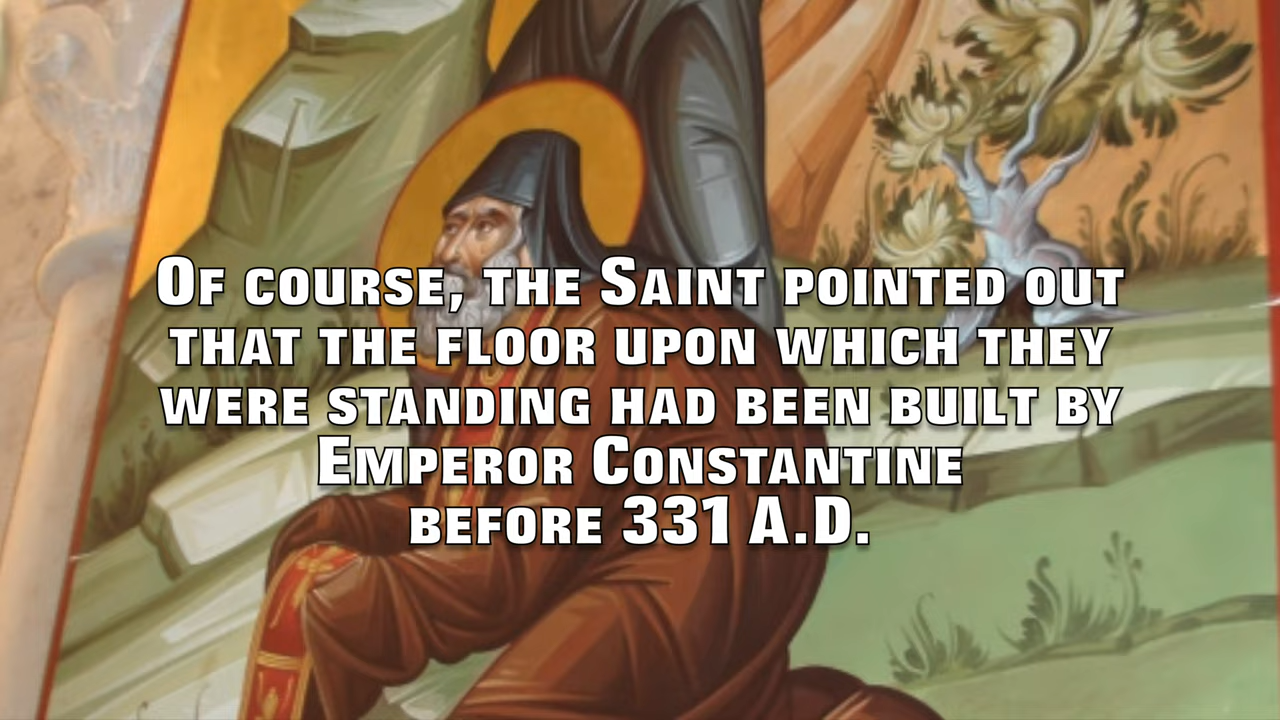 Of course, the Saint pointed out
that the floor upon which they
were standing had been built by
Emperor Constantine
before 331 A.D.